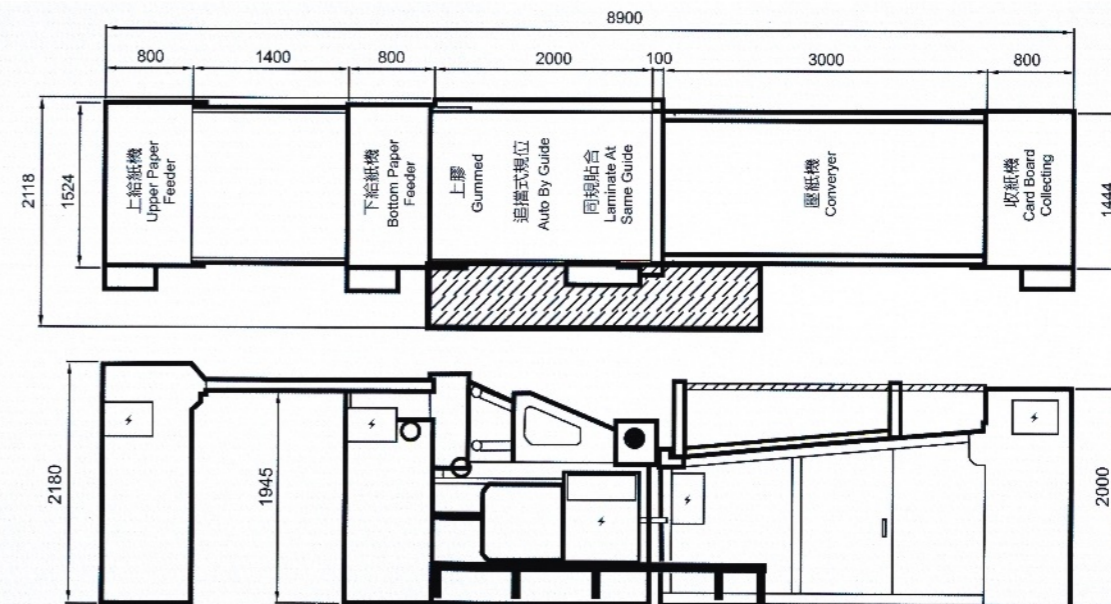 8900
800
1400
800
2000
100
3000
800
2118
1524
上給紙機
Upper Paper
Feeder
下給紙機
Bottom Paper
Feeder
上膠
Gummed
追擋式規位
Auto By Guide
同規貼合
Laminate At
Same Guide
壓紙機
Converyer
收紙機
Card Board
Collecting
1444
2180
1945
2000